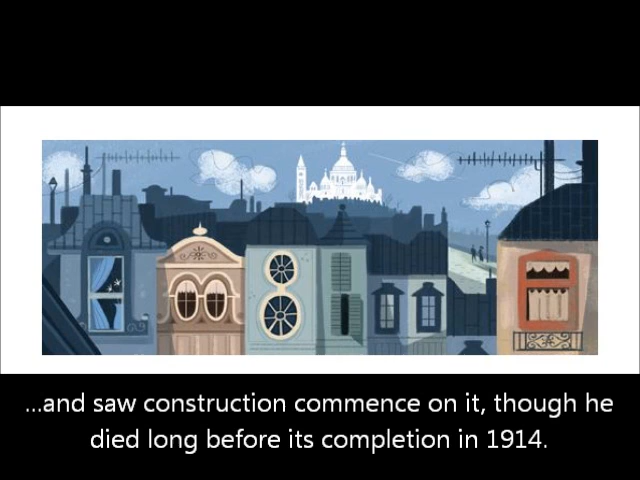 ...and saw construction commence on it, though he
died long before its completion in 1914.